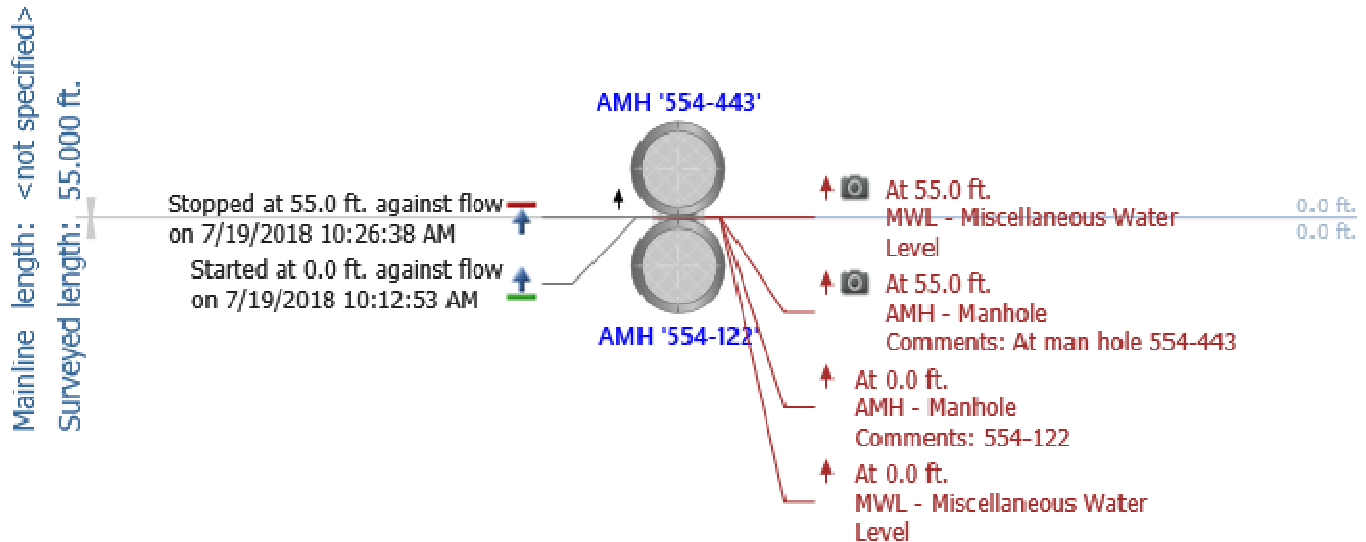 Mainline length: <not specified>
Surveyed length: 55.000 ft.
AMH '554-443'
Stopped at 55.0 ft. against flow
on 7/19/2018 10:26:38 AM
Started at 0.0 ft. against flow
on 7/19/2018 10:12:53 AM
AMH '554-122'
At 55.0 ft.
MWL - Miscellaneous Water
Level
At 55.0 ft.
AMH - Manhole
Comments: At man hole 554-443
At 0.0 ft.
AMH - Manhole
Comments: 554-122
At 0.0 ft.
MWL - Miscellaneous Water
Level
0.0 ft.
0.0 ft.